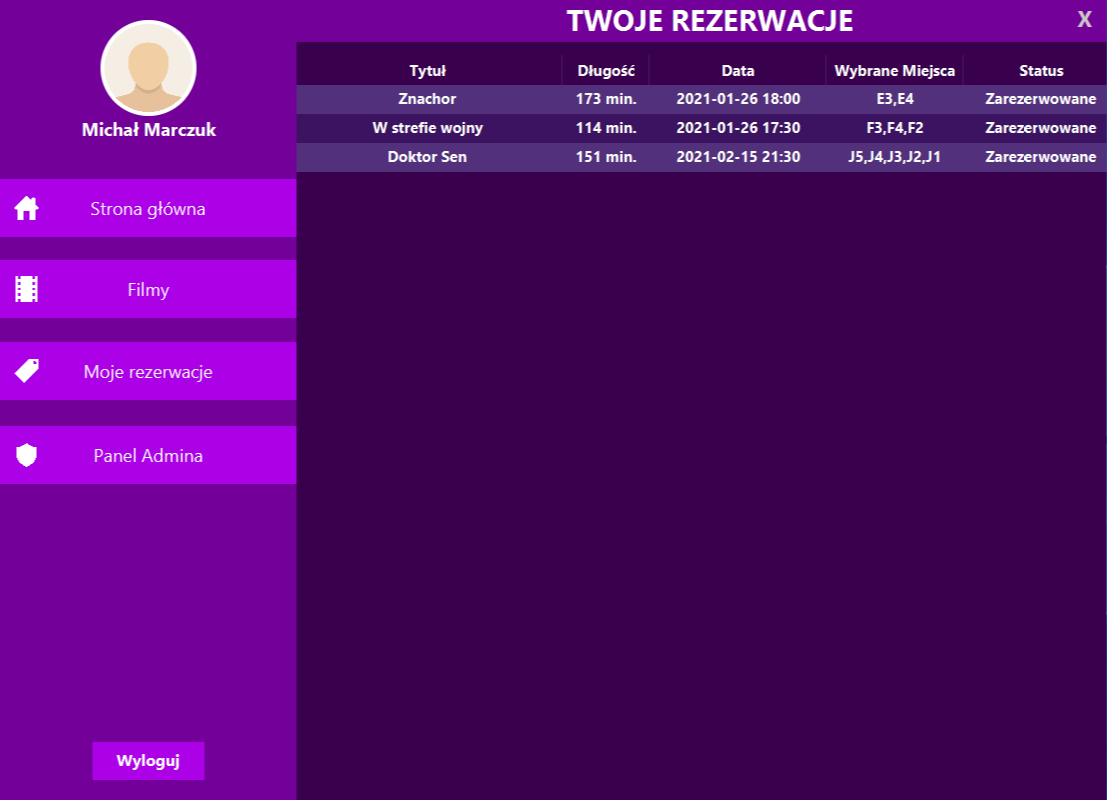 TWOJE REZERWACJE
X
Michał Marczuk
Strona główna
Filmy
Moje rezerwacje
Panel Admina
Wyloguj
Tytuł Długość Data Wybrane Miejsca Status
Znachor 173 min. 2021-01-26 18:00 E3,E4 Zarezerwowane
W strefie wojny 114 min. 2021-01-26 17:30 F3,F4,F2 Zarezerwowane
Doktor Sen 151 min. 2021-02-15 21:30 J5,J4,J3,J2,J1 Zarezerwowane